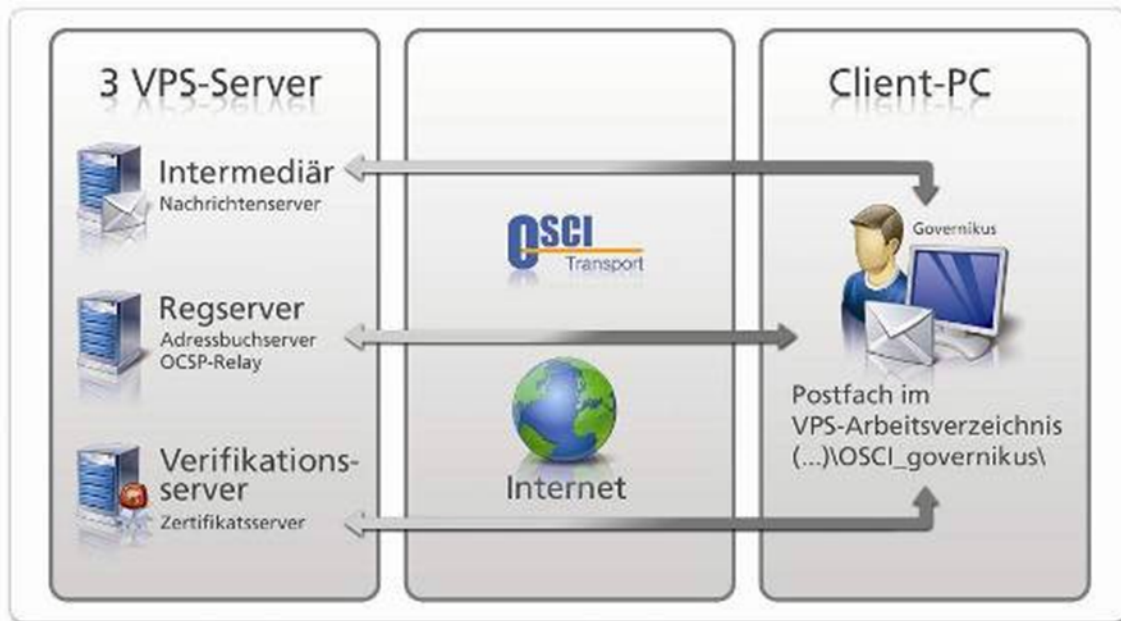 3 VPS-Server
Intermediär
Nachrichtenserver
Regserver
Adressbuchserver
OCSP-Relay
Verifikations-
server
Zertifikatsserver
OSCI
Transport
Internet
Client-PC
Governikus
Postfach im
VPS-Arbeitsverzeichnis
(...)\OSCI_governikus\